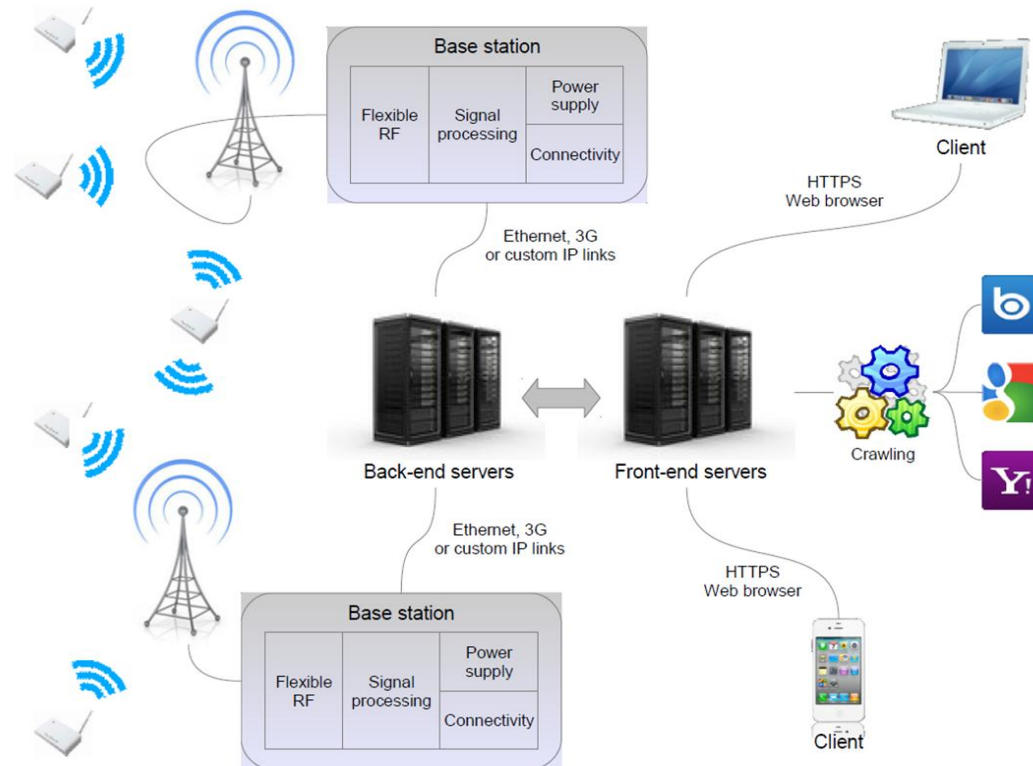 Base station
Flexible
RF
Signal
processing
Power
supply
Connectivity
Client
HTTPS
Web browser
Ethernet, 3G
or custom IP links
b
Back-end servers
Front-end servers
Crawling
Y!
Ethernet, 3G
or custom IP links
HTTPS
Web browser
Base station
Flexible
RF
Signal
processing
Power
supply
Connectivity
Client